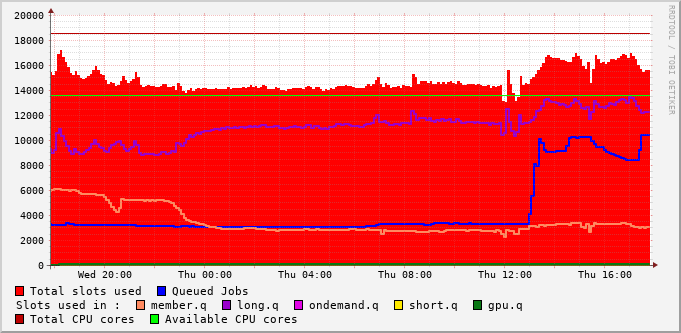 20000
18000
16000
14000
12000
10000
8000
6000
4000
2000
0
Wed 20:00 Thu 00:00 Thu 04:00 Thu 08:00 Thu 12:00 Thu 16:00
RRDTOOL / TOBI OETIKER
Total slots used Queued Jobs
Slots used in : member.q long.q ondemand.q short.q gpu.q
Total CPU cores Available CPU cores